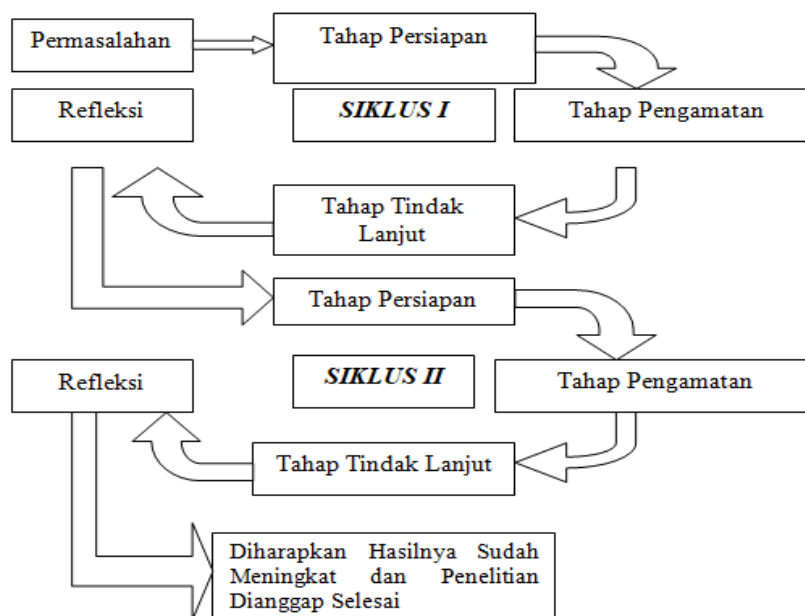 Permasalahan
Tahap Persiapan
Refleksi
SIKLUS I
Tahap Pengamatan
Tahap Tindak
Lanjut
Tahap Persiapan
Refleksi
SIKLUS II
Tahap Pengamatan
Tahap Tindak Lanjut
Diharapkan Hasilnya Sudah
Meningkat dan Penelitian
Dianggap Selesai